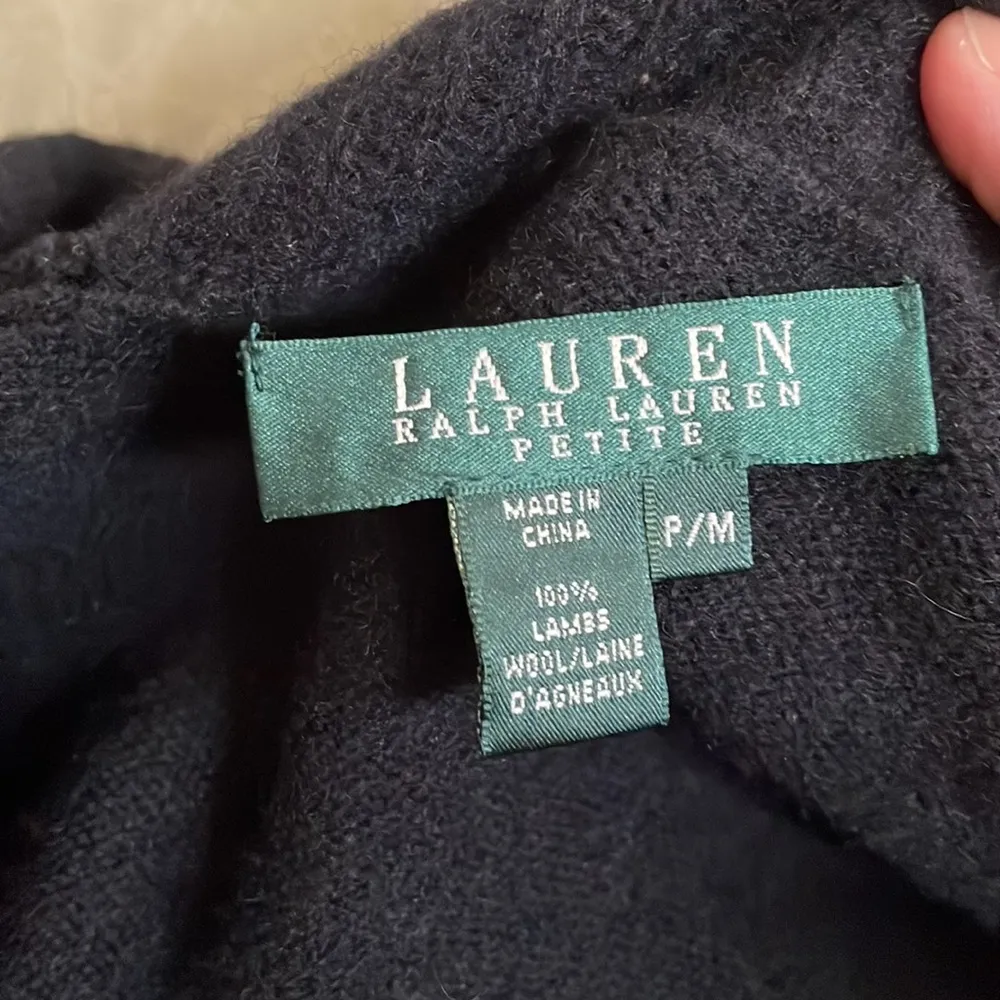 LAUREN
RALPH LAUREN
PETITE
MADE IN
CHINA
P/M
100%
LAMBS
WOOL/LAINE
D'AGNEAUX